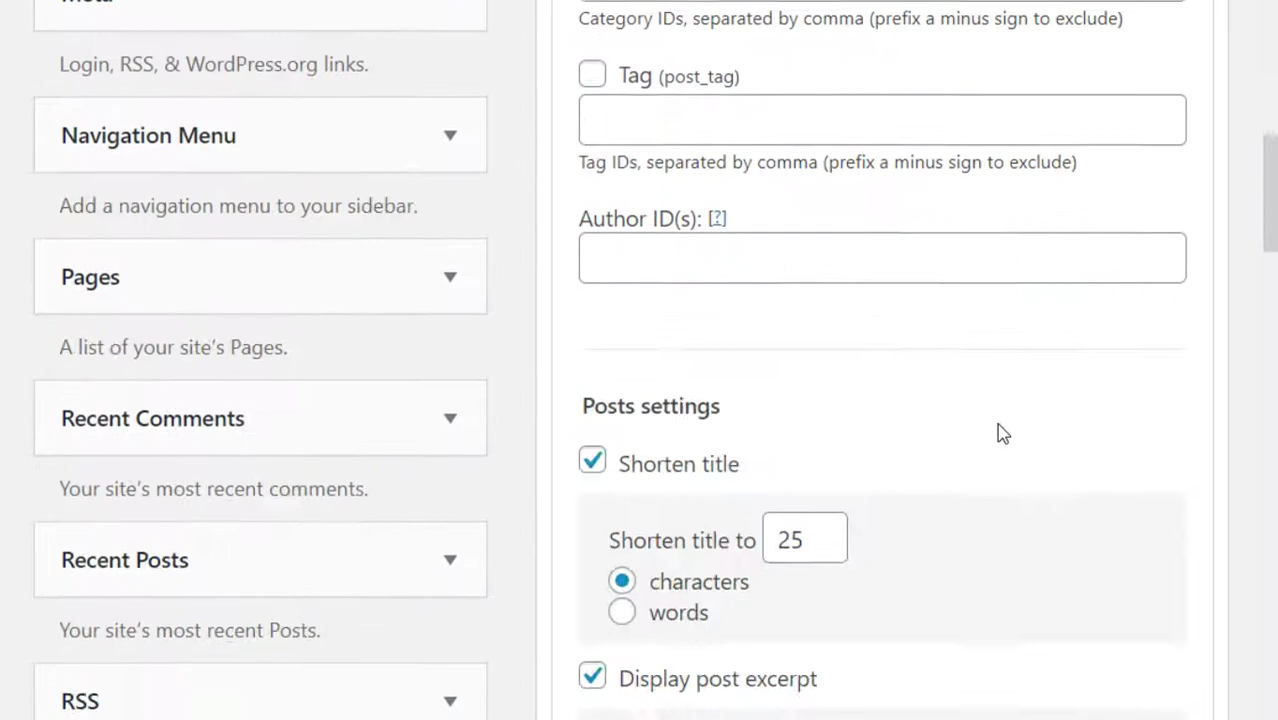 Meta
Login, RSS, & WordPress.org links.
Navigation Menu
Add a navigation menu to your sidebar.
Pages
A list of your site's Pages.
Recent Comments
Your site's most recent comments.
Recent Posts
Your site's most recent Posts.
RSS
Category IDs, separated by comma (prefix a minus sign to exclude)
Tag (post_tag)
Tag IDs, separated by comma (prefix a minus sign to exclude)
Author ID(s): [?]
Posts settings
Shorten title
Shorten title to 25
characters
words
Display post excerpt